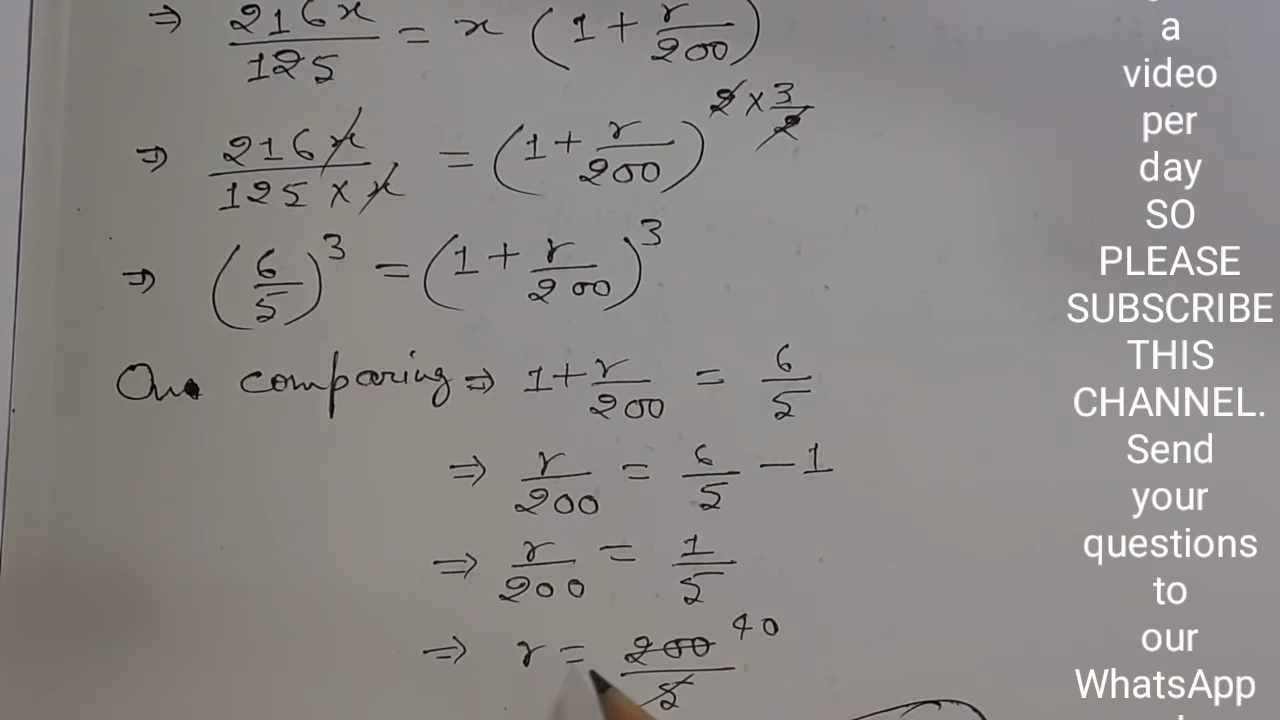 ⇒ 216x/125 = x (1 + r/200)
⇒ 216x/125 × x = (1 + r/200)^2 × 3/2
⇒ (6/5)^3 = (1 + r/200)^3
On comparing ⇒ 1 + r/200 = 6/5
⇒ r/200 = 6/5 − 1
⇒ r/200 = 1/5
⇒ r = 200/5 40
a
video
per
day
SO
PLEASE
SUBSCRIBE
THIS
CHANNEL.
Send
your
questions
to
our
WhatsApp